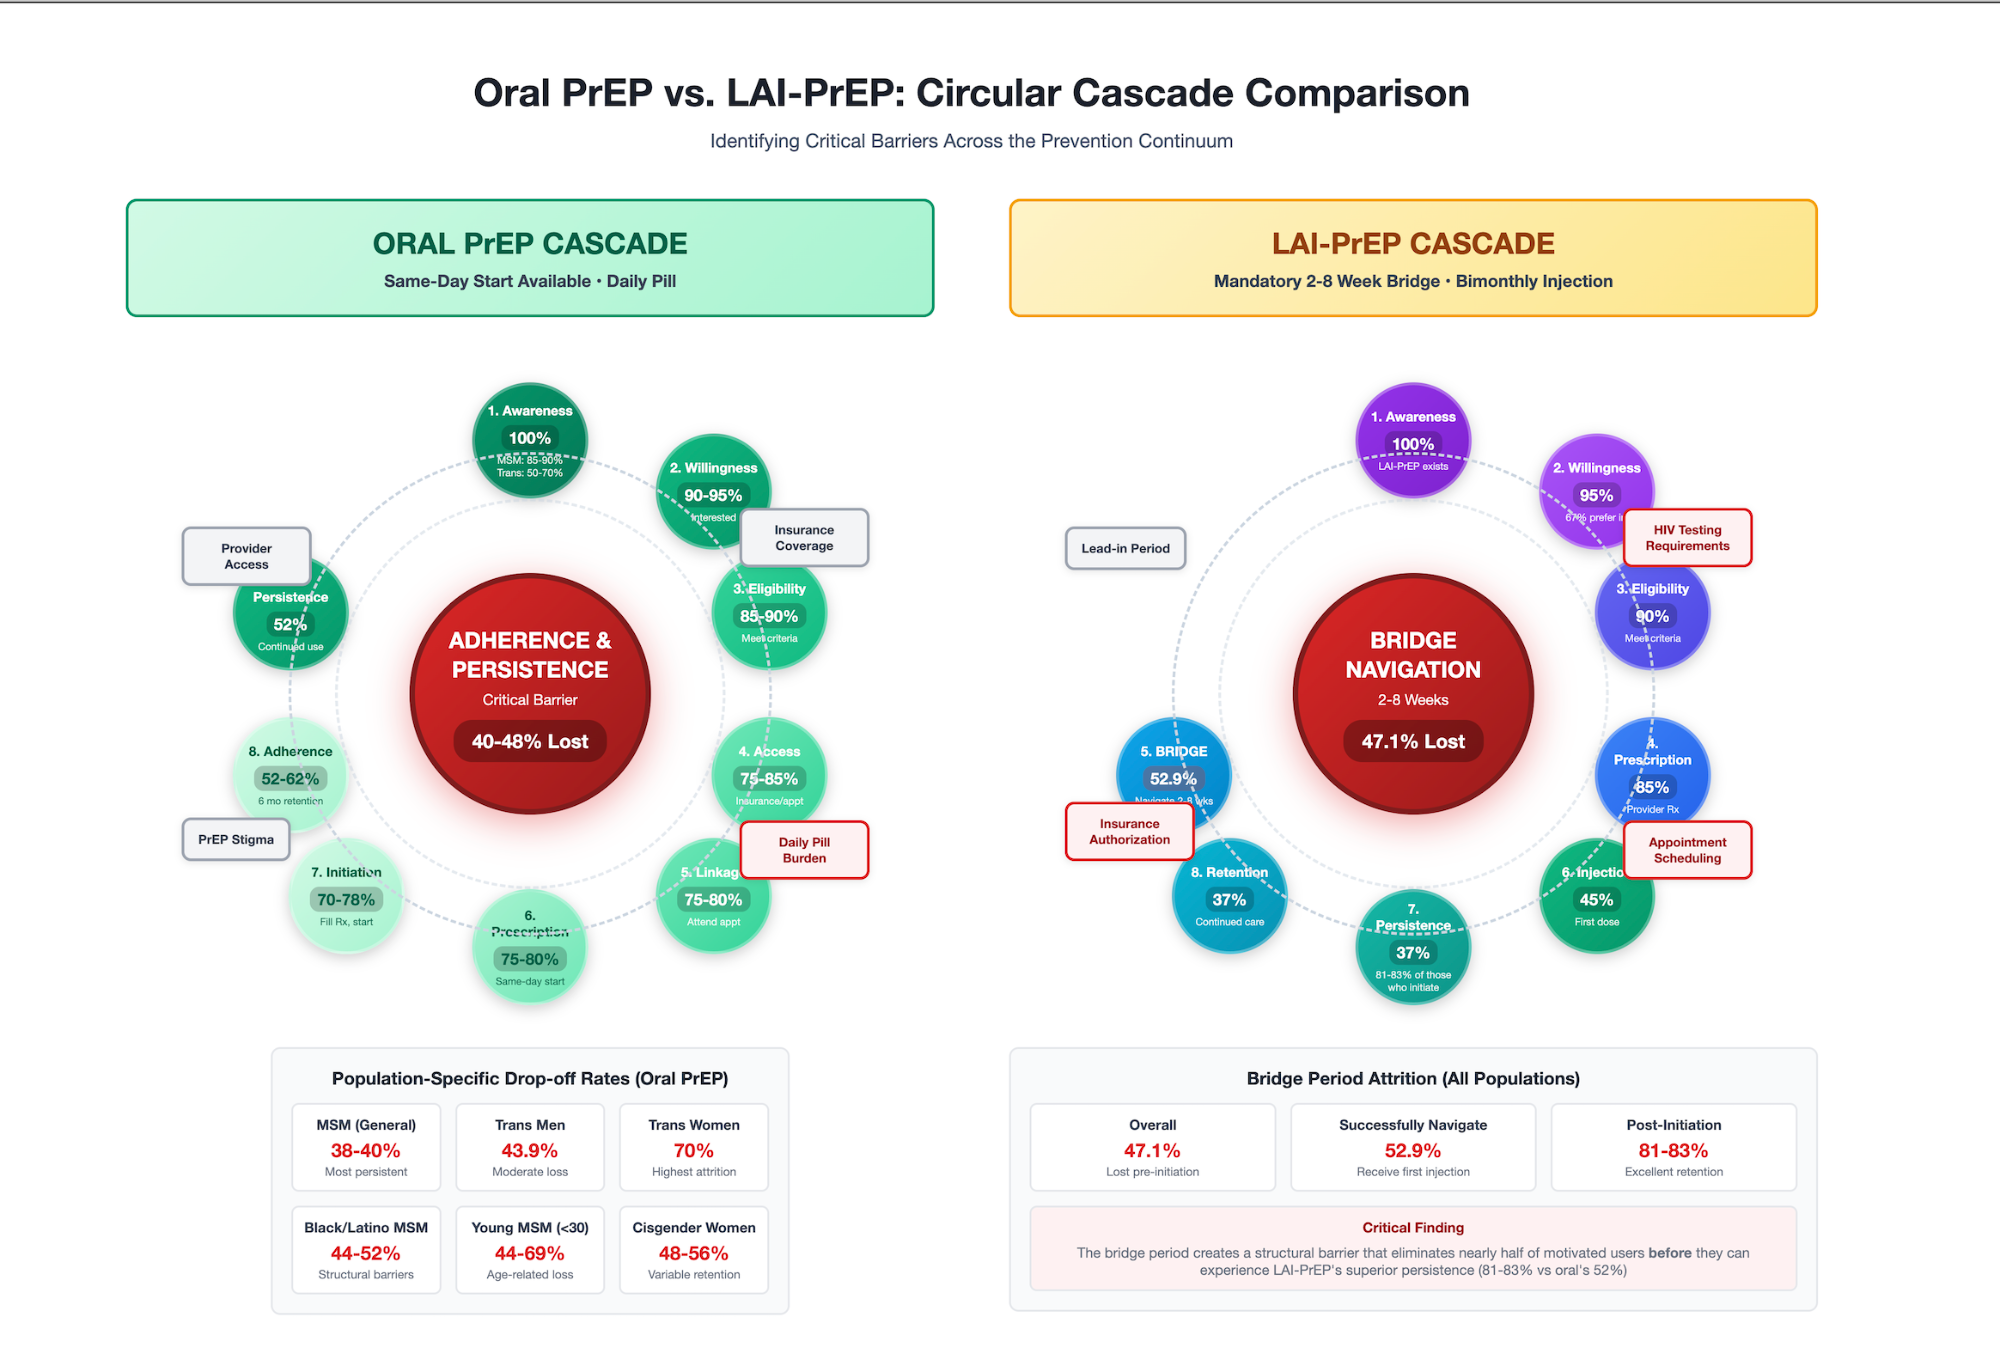 Oral PrEP vs. LAI-PrEP: Circular Cascade Comparison
Identifying Critical Barriers Across the Prevention Continuum
ORAL PrEP CASCADE
Same-Day Start Available • Daily Pill
1. Awareness
100%
MSM: 85-90%
Trans: 50-70%
2. Willingness
90-95%
Interested
Insurance
Coverage
3. Eligibility
85-90%
Meet criteria
4. Access
75-85%
Insurance/appt
Daily Pill
Burden
5. Linkag
75-80%
Attend appt
6.
Prescription
75-80%
Same-day start
7. Initiation
70-78%
Fill Rx, start
PrEP Stigma
8. Adherence
52-62%
6 mo retention
Provider
Access
Persistence
52%
Continued use
ADHERENCE &
PERSISTENCE
Critical Barrier
40-48% Lost
Population-Specific Drop-off Rates (Oral PrEP)
MSM (General)
38-40%
Most persistent
Trans Men
43.9%
Moderate loss
Trans Women
70%
Highest attrition
Black/Latino MSM
44-52%
Structural barriers
Young MSM (<30)
44-69%
Age-related loss
Cisgender Women
48-56%
Variable retention
LAI-PrEP CASCADE
Mandatory 2-8 Week Bridge • Bimonthly Injection
1. Awareness
100%
LAI-PrEP exists
2. Willingness
95%
67% prefer
HIV Testing
Requirements
3. Eligibility
90%
Meet criteria
4.
Prescription
85%
Provider Rx
Appointment
Scheduling
6. Injectio
45%
First dose
7.
Persistence
37%
81-83% of those
who initiate
8. Retention
37%
Continued care
Insurance
Authorization
5. BRIDGE
52.9%
Navigate 2-8 wks
Lead-in Period
BRIDGE
NAVIGATION
2-8 Weeks
47.1% Lost
Bridge Period Attrition (All Populations)
Overall
47.1%
Lost pre-initiation
Successfully Navigate
52.9%
Receive first injection
Post-Initiation
81-83%
Excellent retention
Critical Finding
The bridge period creates a structural barrier that eliminates nearly half of motivated users before they can
experience LAI-PrEP's superior persistence (81-83% vs oral's 52%)